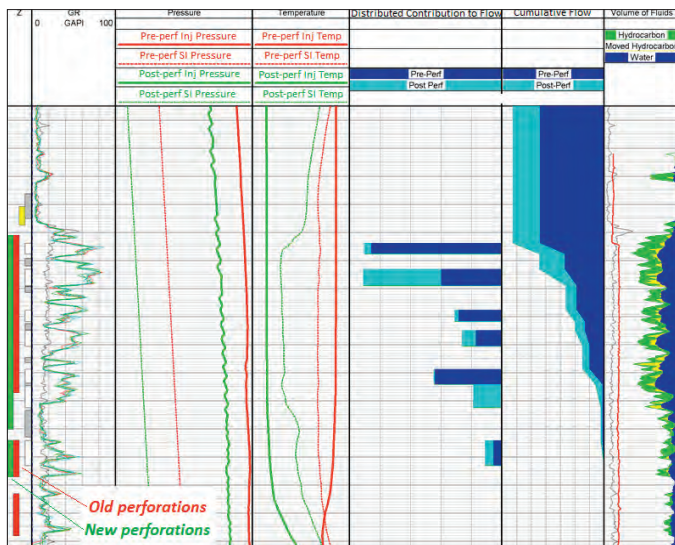 Z GR Pressure Temperature Distributed Contribution to Flow Cumulative Flow Volume of Fluids
0 GAPI 100
Pre-perf Inj Pressure Pre-perf Inj Temp Hydrocarbon
Pre-perf SI Pressure Pre-perf SI Temp Moved Hydrocarbon
Post-perf Inj Pressure Post-perf Inj Temp Pre-Perf Pre-Perf Water
Post-perf SI Pressure Post-perf SI Temp Post Perf Post-Perf
Old perforations
New perforations